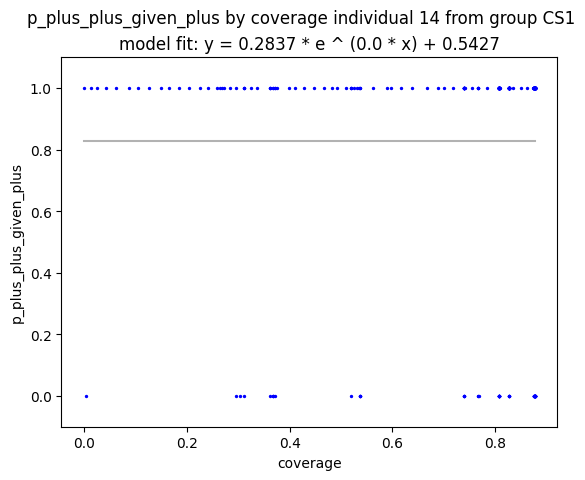 p_plus_plus_given_plus by coverage individual 14 from group CS1
model fit: y = 0.2837 * e ^ (0.0 * x) + 0.5427
1.0
0.8
0.6
0.4
0.2
0.0
p_plus_plus_given_plus
0.0 0.2 0.4 0.6 0.8
coverage